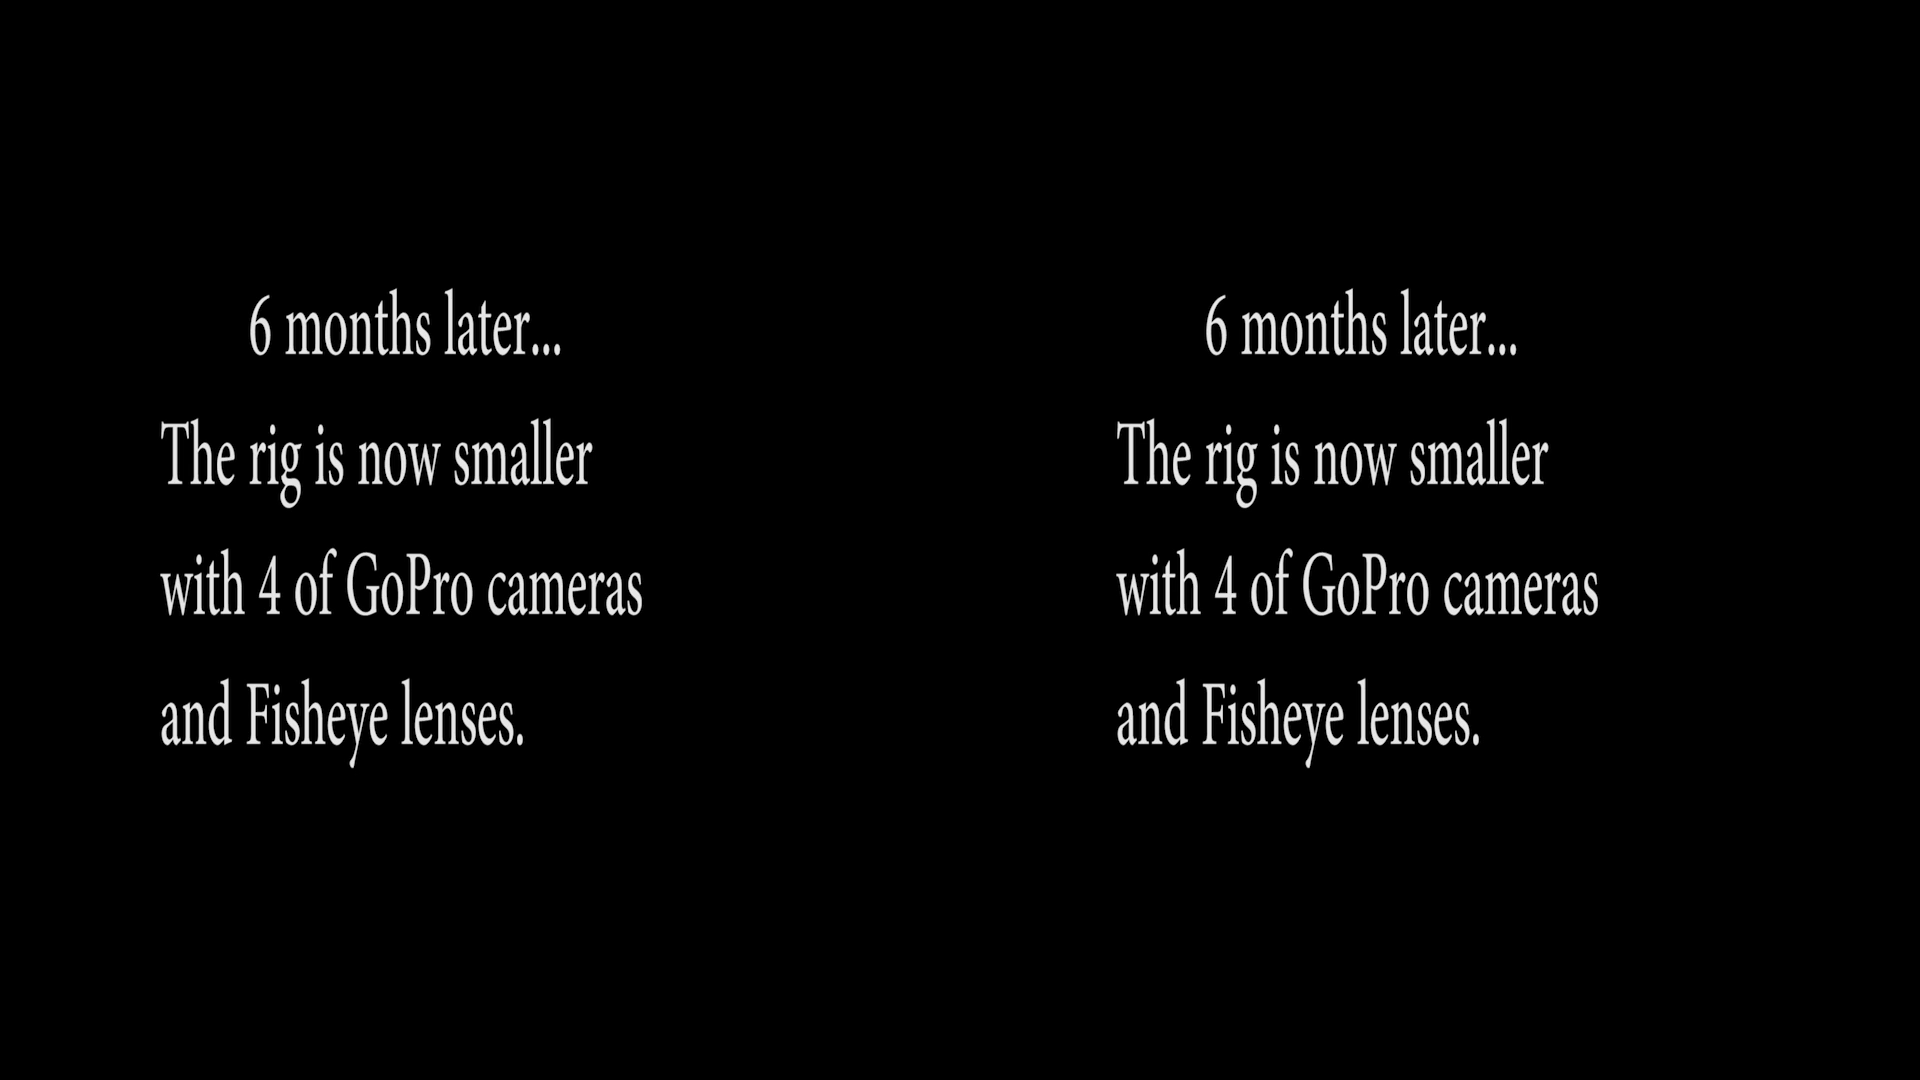 6 months later...
The rig is now smaller
with 4 of GoPro cameras
and Fisheye lenses.
6 months later...
The rig is now smaller
with 4 of GoPro cameras
and Fisheye lenses.